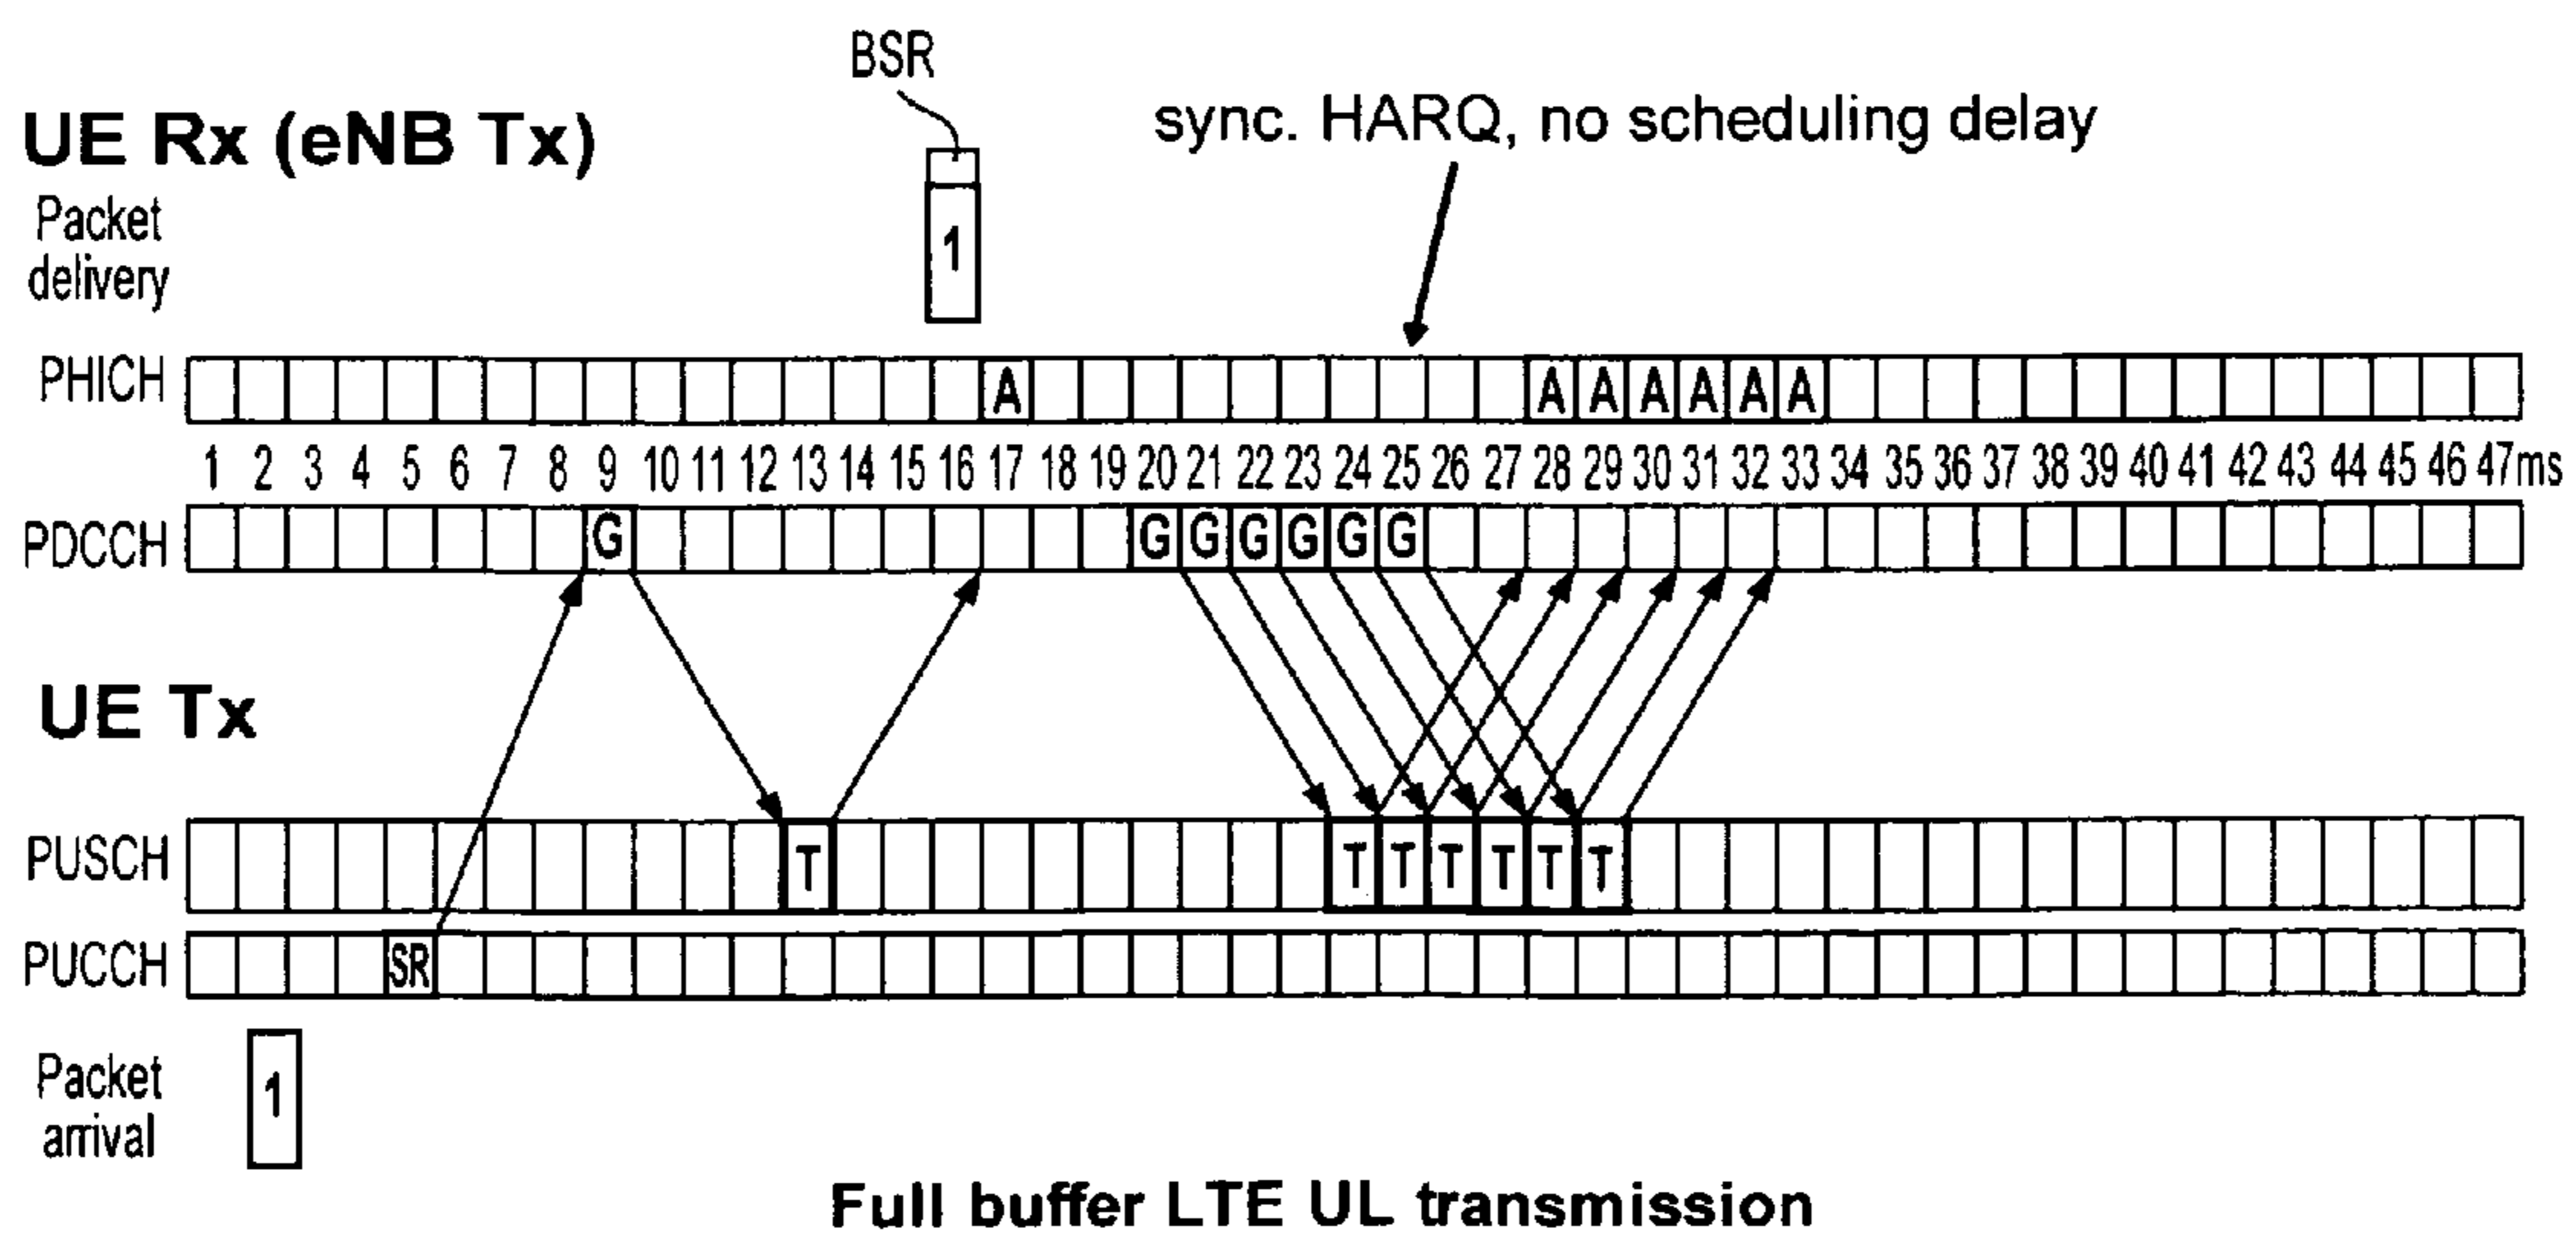 BSR
UE Rx (eNB Tx)
sync. HARQ, no scheduling delay
Packet
delivery
1
PHICH A A A A A A A
1 2 3 4 5 6 7 8 9 10 11 12 13 14 15 16 17 18 19 20 21 22 23 24 25 26 27 28 29 30 31 32 33 34 35 36 37 38 39 40 41 42 43 44 45 46 47ms
PDCCH G G G G G G G
UE Tx
PUSCH T T T T T T T
PUCCH SR
Packet
arrival
1
Full buffer LTE UL transmission